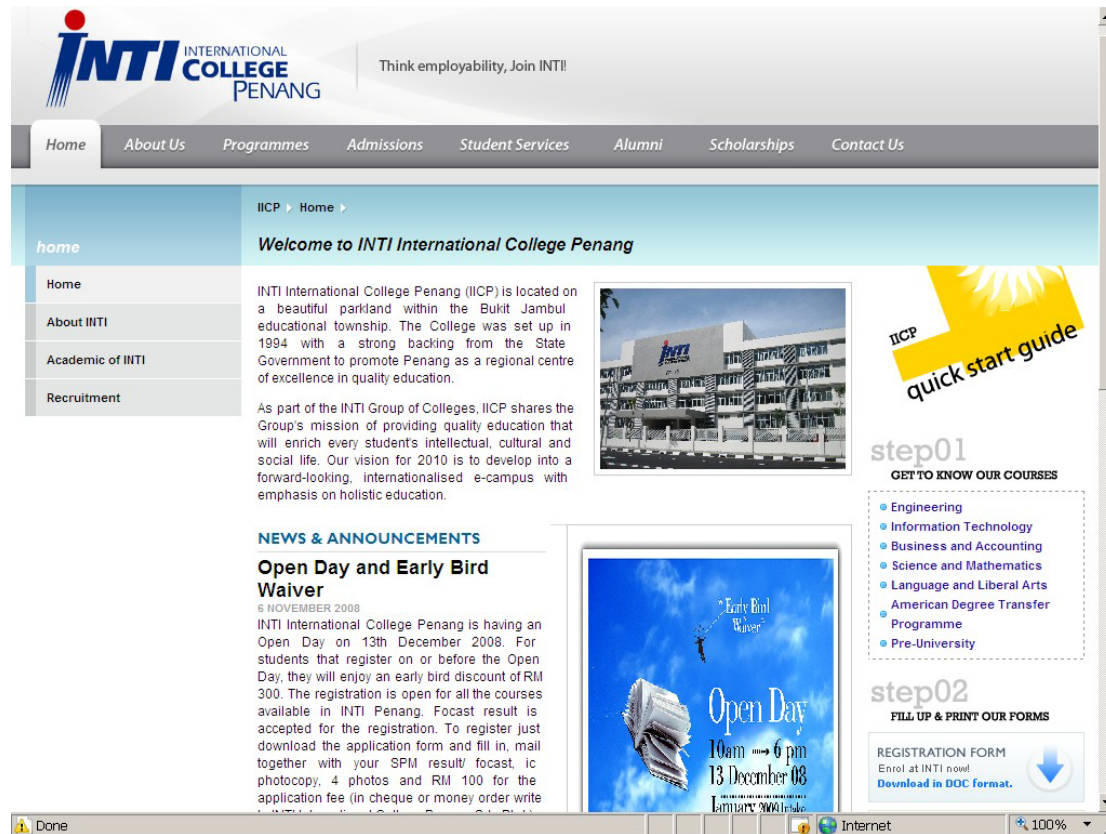 INTI INTERNATIONAL
COLLEGE
PENANG
Think employability, Join INTI!
Home About Us Programmes Admissions Student Services Alumni Scholarships Contact Us
IICP Home
home
Welcome to INTI International College Penang
Home
About INTI
Academic of INTI
Recruitment
INTI International College Penang (IICP) is located on
a beautiful parkland within the Bukit Jambul
educational township. The College was set up in
1994 with a strong backing from the State
Government to promote Penang as a regional centre
of excellence in quality education.
As part of the INTI Group of Colleges, IICP shares the
Group's mission of providing quality education that
will enrich every student's intellectual, cultural and
social life. Our vision for 2010 is to develop into a
forward-looking, internationalised e-campus with
emphasis on holistic education.
INTI
NEWS & ANNOUNCEMENTS
Open Day and Early Bird
Waiver
6 NOVEMBER 2008
INTI International College Penang is having an
Open Day on 13th December 2008. For
students that register on or before the Open
Day, they will enjoy an early bird discount of RM
300. The registration is open for all the courses
available in INTI Penang. Focast result is
accepted for the registration. To register just
download the application form and fill in, mail
together with your SPM result/ focast, ic
photocopy, 4 photos and RM 100 for the
application fee (in cheque or money order write
"Early Bird
Waiver"
Open Day
10am 6 pm
13 December 08
January 2009 Intake
IICP
quick start guide
step01
GET TO KNOW OUR COURSES
Engineering
Information Technology
Business and Accounting
Science and Mathematics
Language and Liberal Arts
American Degree Transfer
Programme
Pre-University
step02
FILL UP & PRINT OUR FORMS
REGISTRATION FORM
Enrol at INTI now!
Download in DOC format.
Done Internet 100%